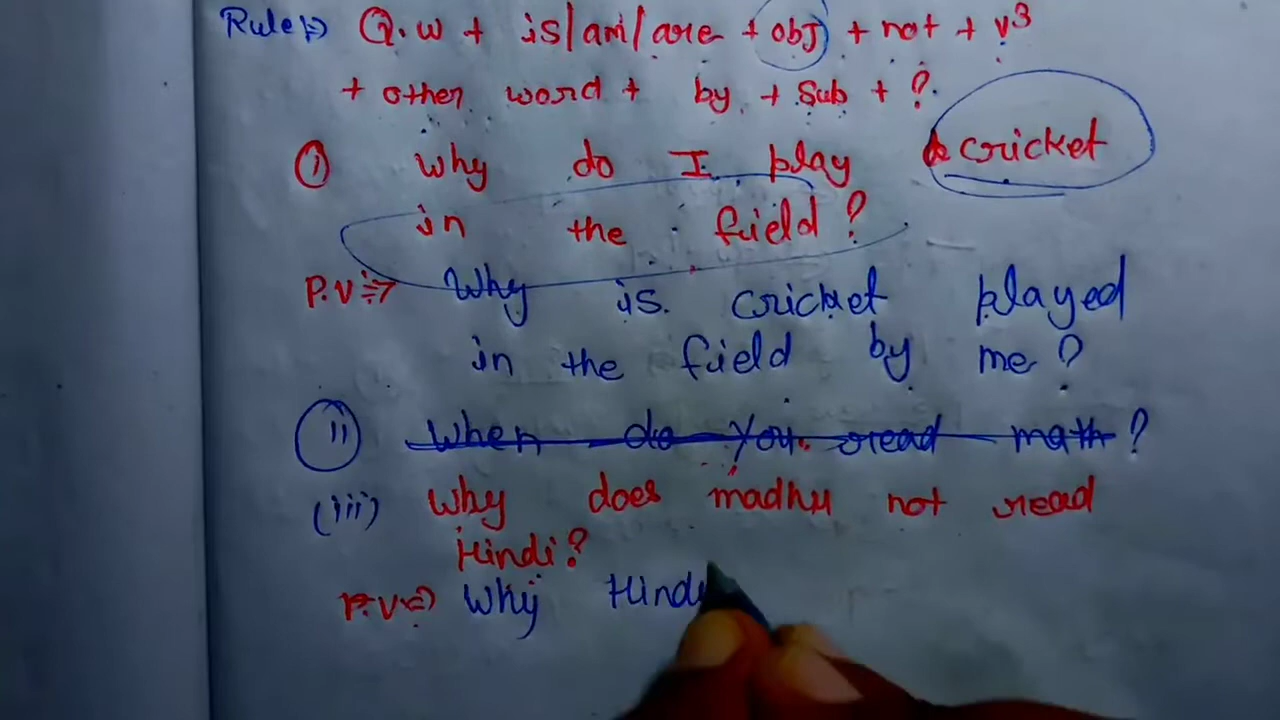 Rule:⇒ Q.w + is/am/are + obj + not + v³
+ other word + by + Sub + ?
(i) why do I play cricket
in the field?
P.V⇒ Why is cricket played
in the field by me?
(ii) When do you read math?
(iii) Why does madhu not read
Hindi?
P.V⇒ Why Hindi